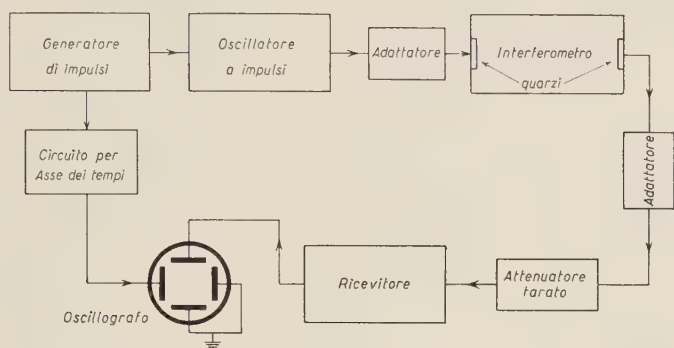 Generatore
di impulsi
Oscillatore
a impulsi
Adattatore
Interferometro
quarzi
Circuito per
Asse dei tempi
Adattatore
Oscillografo
Ricevitore
Attenuatore
tarato